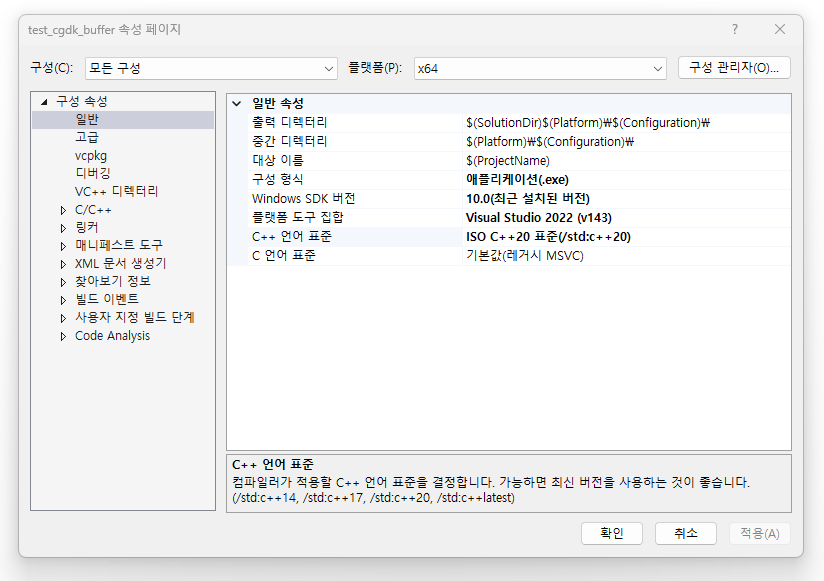 test_cgdk_buffer 속성 페이지
구성(C): 모든 구성 플랫폼(P): x64 구성 관리자(O)...
구성 속성
일반
고급
vcpkg
디버깅
VC++ 디렉터리
C/C++
링커
매니페스트 도구
XML 문서 생성기
찾아보기 정보
빌드 이벤트
사용자 지정 빌드 단계
Code Analysis
일반 속성
출력 디렉터리 $(SolutionDir)$(Platform)₩$(Configuration)₩
중간 디렉터리 $(Platform)₩$(Configuration)₩
대상 이름 $(ProjectName)
구성 형식 애플리케이션(.exe)
Windows SDK 버전 10.0(최근 설치된 버전)
플랫폼 도구 집합 Visual Studio 2022 (v143)
C++ 언어 표준 ISO C++20 표준(/std:c++20)
C 언어 표준 기본값(레거시 MSVC)
C++ 언어 표준
컴파일러가 적용할 C++ 언어 표준을 결정합니다. 가능하면 최신 버전을 사용하는 것이 좋습니다.
(/std:c++14, /std:c++17, /std:c++20, /std:c++latest)
확인 취소 적용(A)